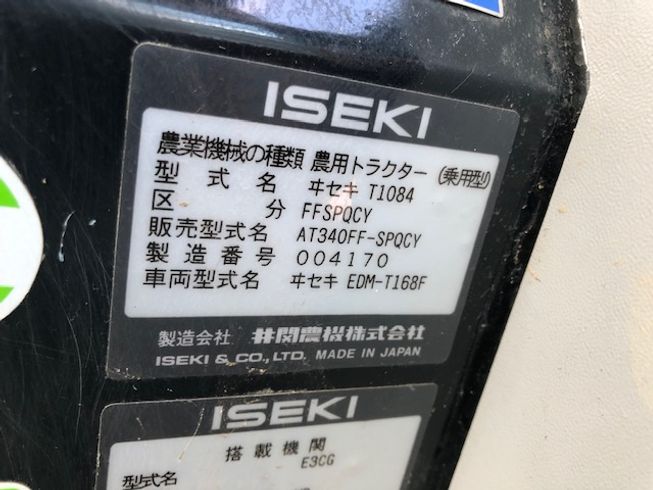 ISEKI
農業機械の種類 農用トラクター(乗用型)
型式名 ヰセキ T1084
区分 FFSPQCY
販売型式名 AT340FF-SPQCY
製造番号 004170
車両型式名 ヰセキ EDM-T168F
製造会社 井関農機株式会社
ISEKI & CO., LTD. MADE IN JAPAN
ISEKI
搭載機関
型式名 E3CG